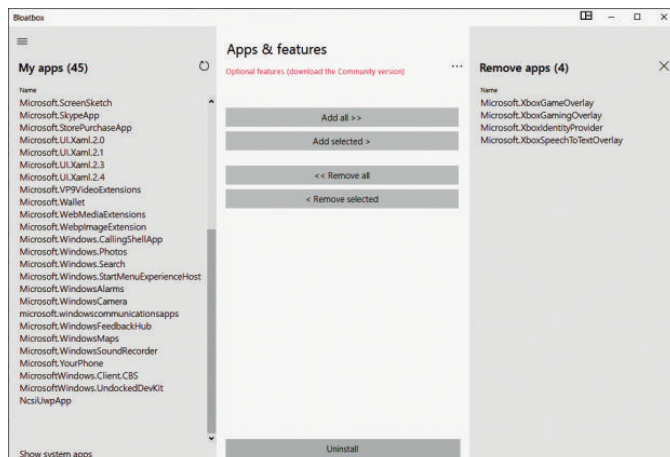 Bloatbox
My apps (45)
Name
Microsoft.ScreenSketch
Microsoft.SkypeApp
Microsoft.StorePurchaseApp
Microsoft.UI.Xaml.2.0
Microsoft.UI.Xaml.2.1
Microsoft.UI.Xaml.2.3
Microsoft.UI.Xaml.2.4
Microsoft.VP9VideoExtensions
Microsoft.Wallet
Microsoft.WebMediaExtensions
Microsoft.WebpImageExtension
Microsoft.Windows.CallingShellApp
Microsoft.Windows.Photos
Microsoft.Windows.Search
Microsoft.Windows.StartMenuExperienceHost
Microsoft.WindowsAlarms
Microsoft.WindowsCamera
microsoft.windowscommunicationsapps
Microsoft.WindowsFeedbackHub
Microsoft.WindowsMaps
Microsoft.WindowsSoundRecorder
Microsoft.YourPhone
MicrosoftWindows.Client.CBS
MicrosoftWindows.UndockedDevKit
NcsiUwpApp
Show system apps
Apps & features
Optional features (download the Community version)
...
Add all >>
Add selected >
<< Remove all
< Remove selected
Uninstall
Remove apps (4)
Name
Microsoft.XboxGameOverlay
Microsoft.XboxGamingOverlay
Microsoft.XboxIdentityProvider
Microsoft.XboxSpeechToTextOverlay